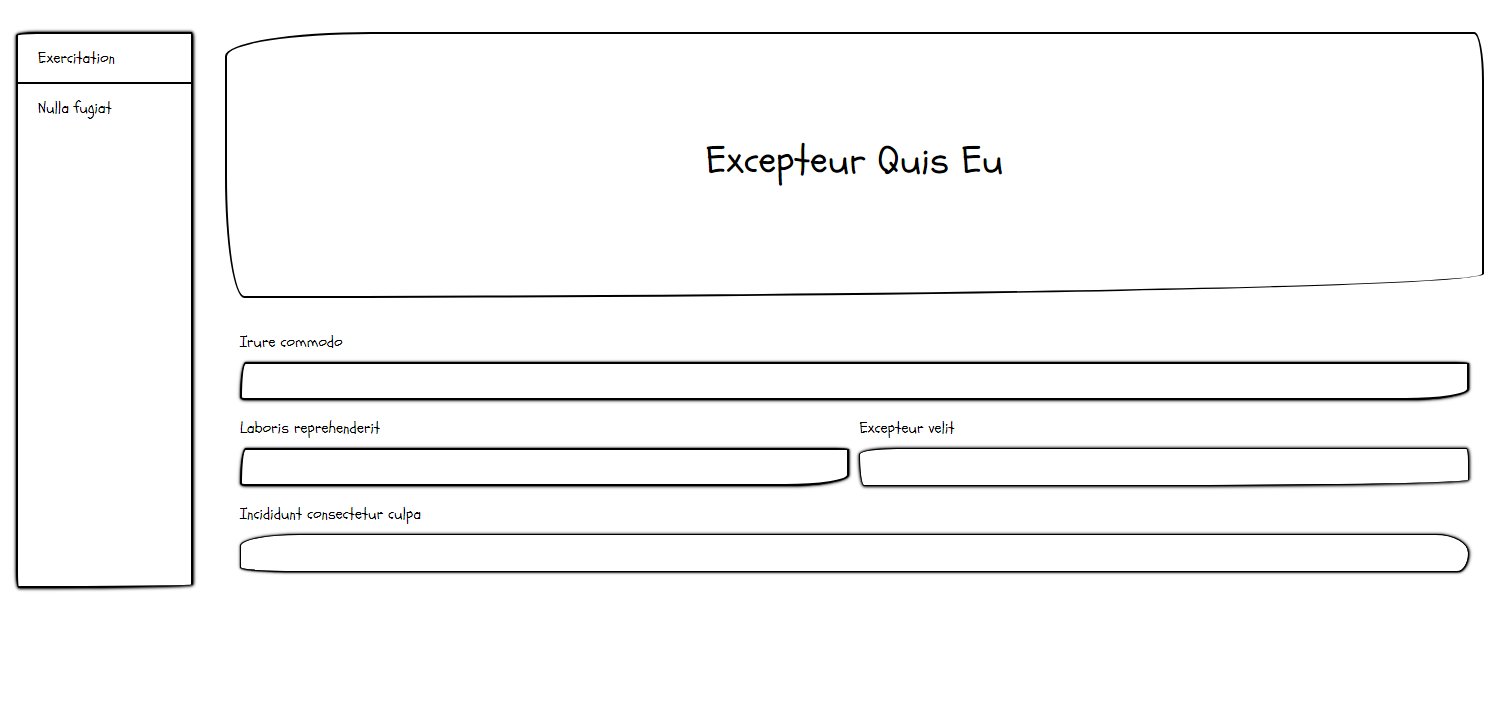 Exercitation
Nulla fugiat
Excepteur Quis Eu
Irure commodo
Laboris reprehenderit
Excepteur velit
Incididunt consectetur culpa